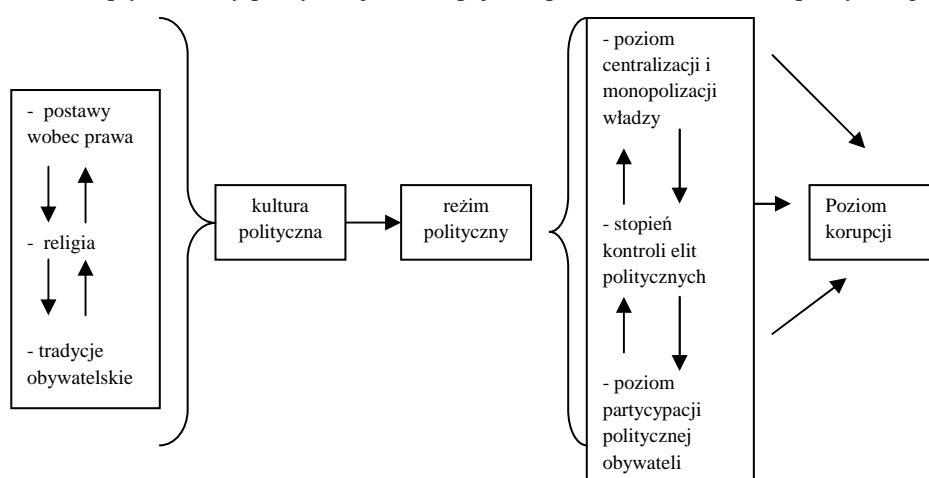 - postawy
wobec prawa
- religia
- tradycje
obywatelskie
kultura
polityczna
reżim
polityczny
- poziom
centralizacji i
monopolizacji
władzy
- stopień
kontroli elit
politycznych
- poziom
partycypacji
politycznej
obywateli
Poziom
korupcji